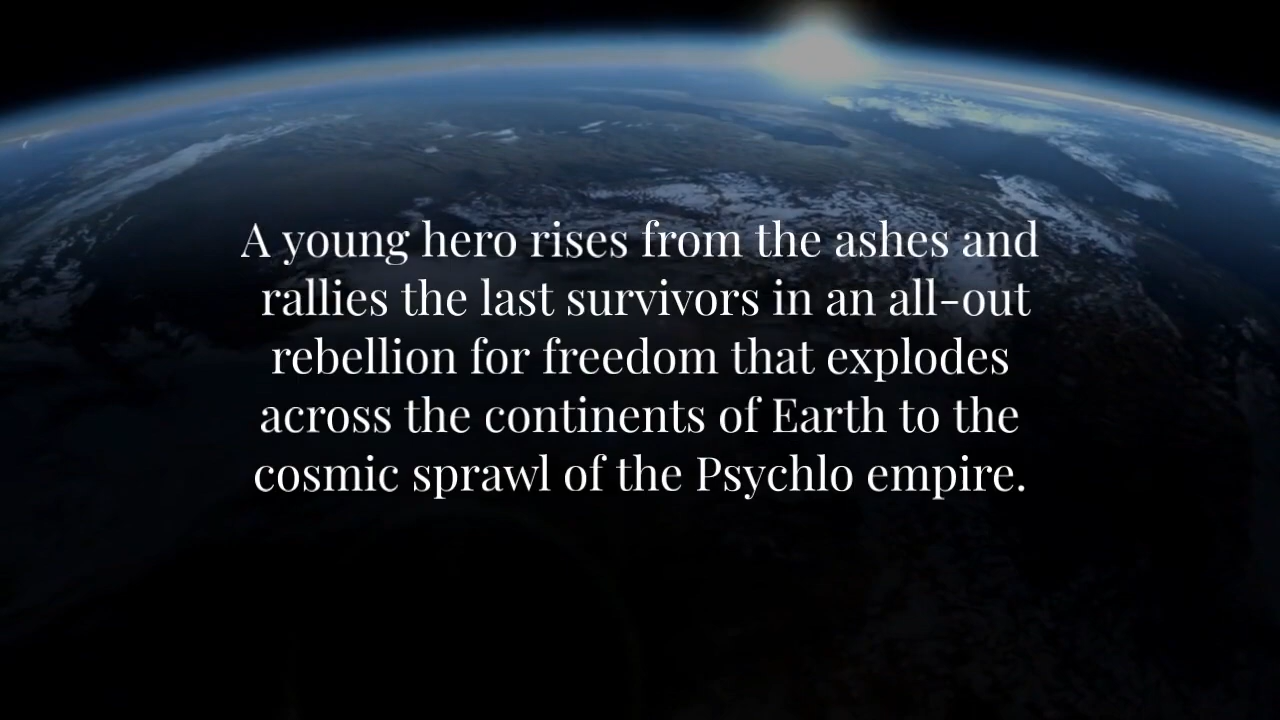 A young hero rises from the ashes and
rallies the last survivors in an all-out
rebellion for freedom that explodes
across the continents of Earth to the
cosmic sprawl of the Psychlo empire.